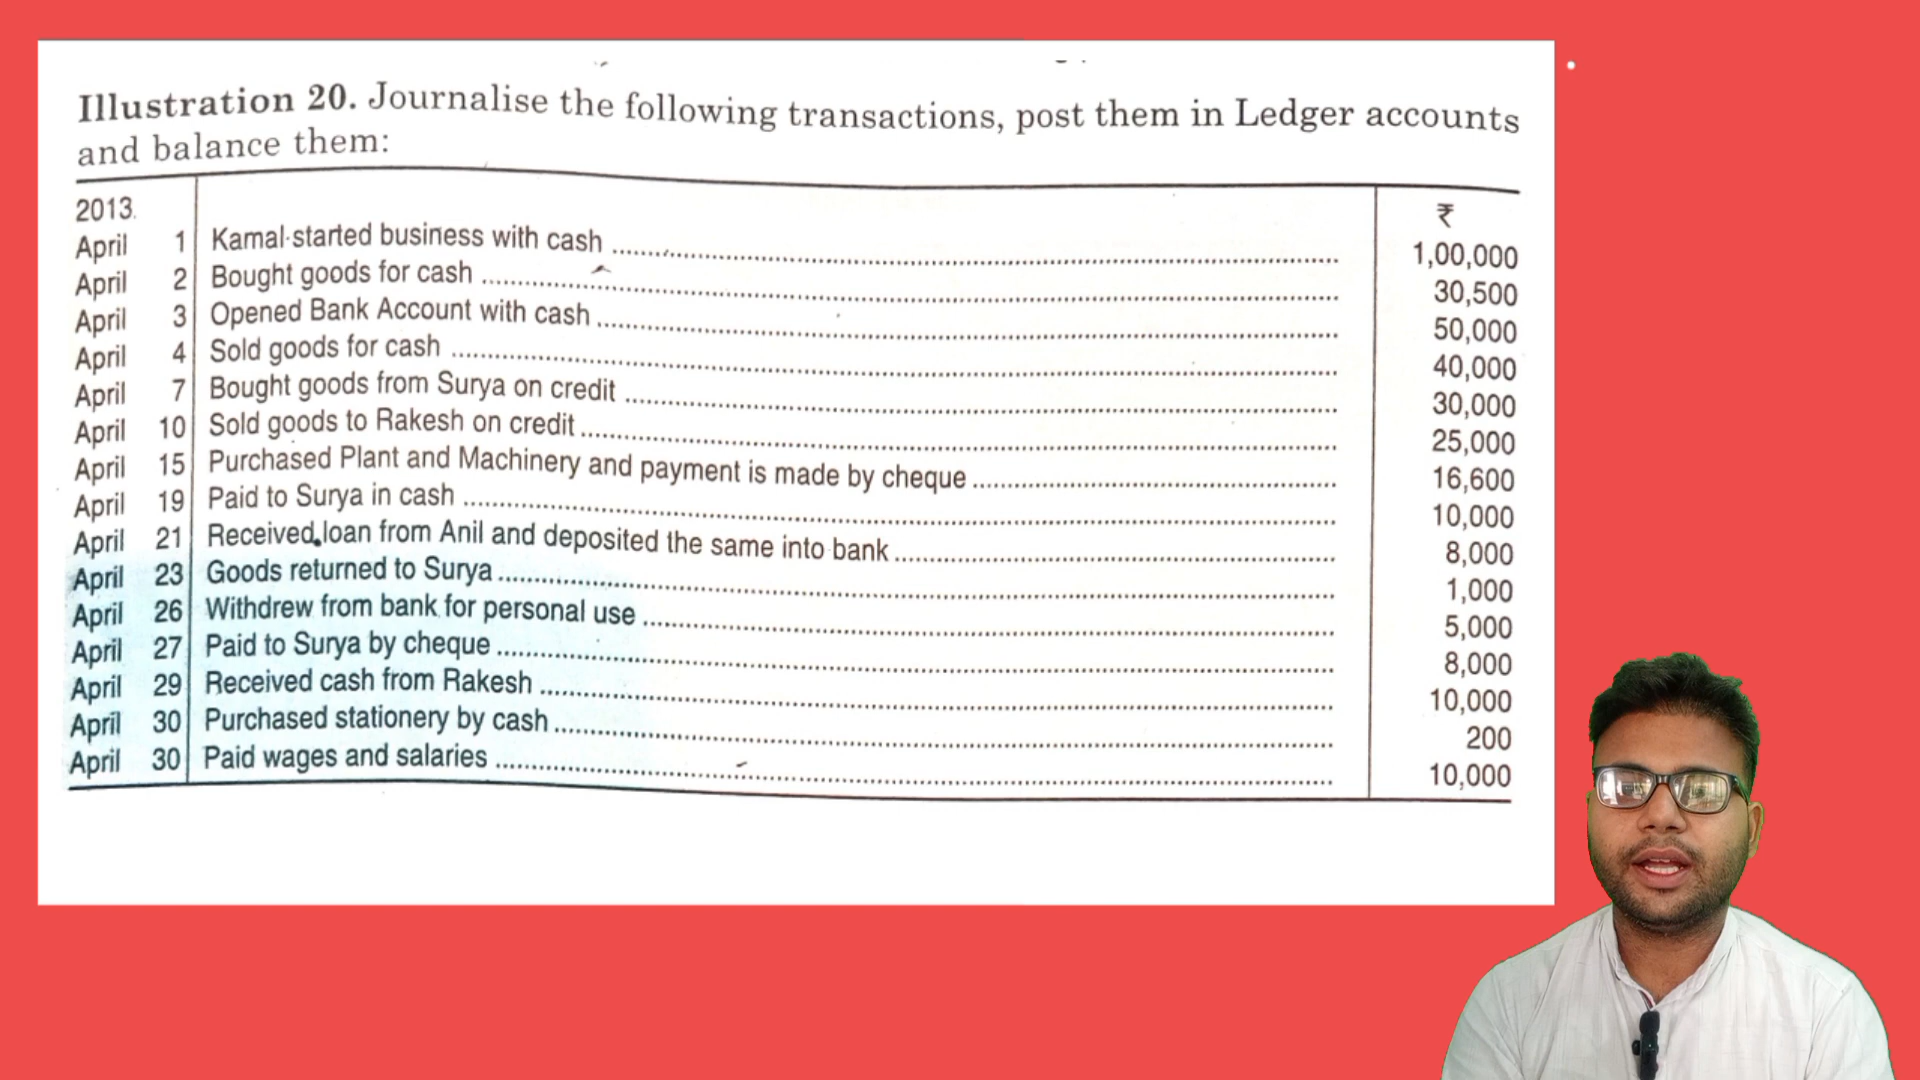 Illustration 20. Journalise the following transactions, post them in Ledger accounts
and balance them:
2013.
₹
April 1 Kamal started business with cash 1,00,000
April 2 Bought goods for cash 30,500
April 3 Opened Bank Account with cash 50,000
April 4 Sold goods for cash 40,000
April 7 Bought goods from Surya on credit 30,000
April 10 Sold goods to Rakesh on credit 25,000
April 15 Purchased Plant and Machinery and payment is made by cheque 16,600
April 19 Paid to Surya in cash 10,000
April 21 Received loan from Anil and deposited the same into bank 8,000
April 23 Goods returned to Surya 1,000
April 26 Withdrew from bank for personal use 5,000
April 27 Paid to Surya by cheque 8,000
April 29 Received cash from Rakesh 10,000
April 30 Purchased stationery by cash 200
April 30 Paid wages and salaries 10,000